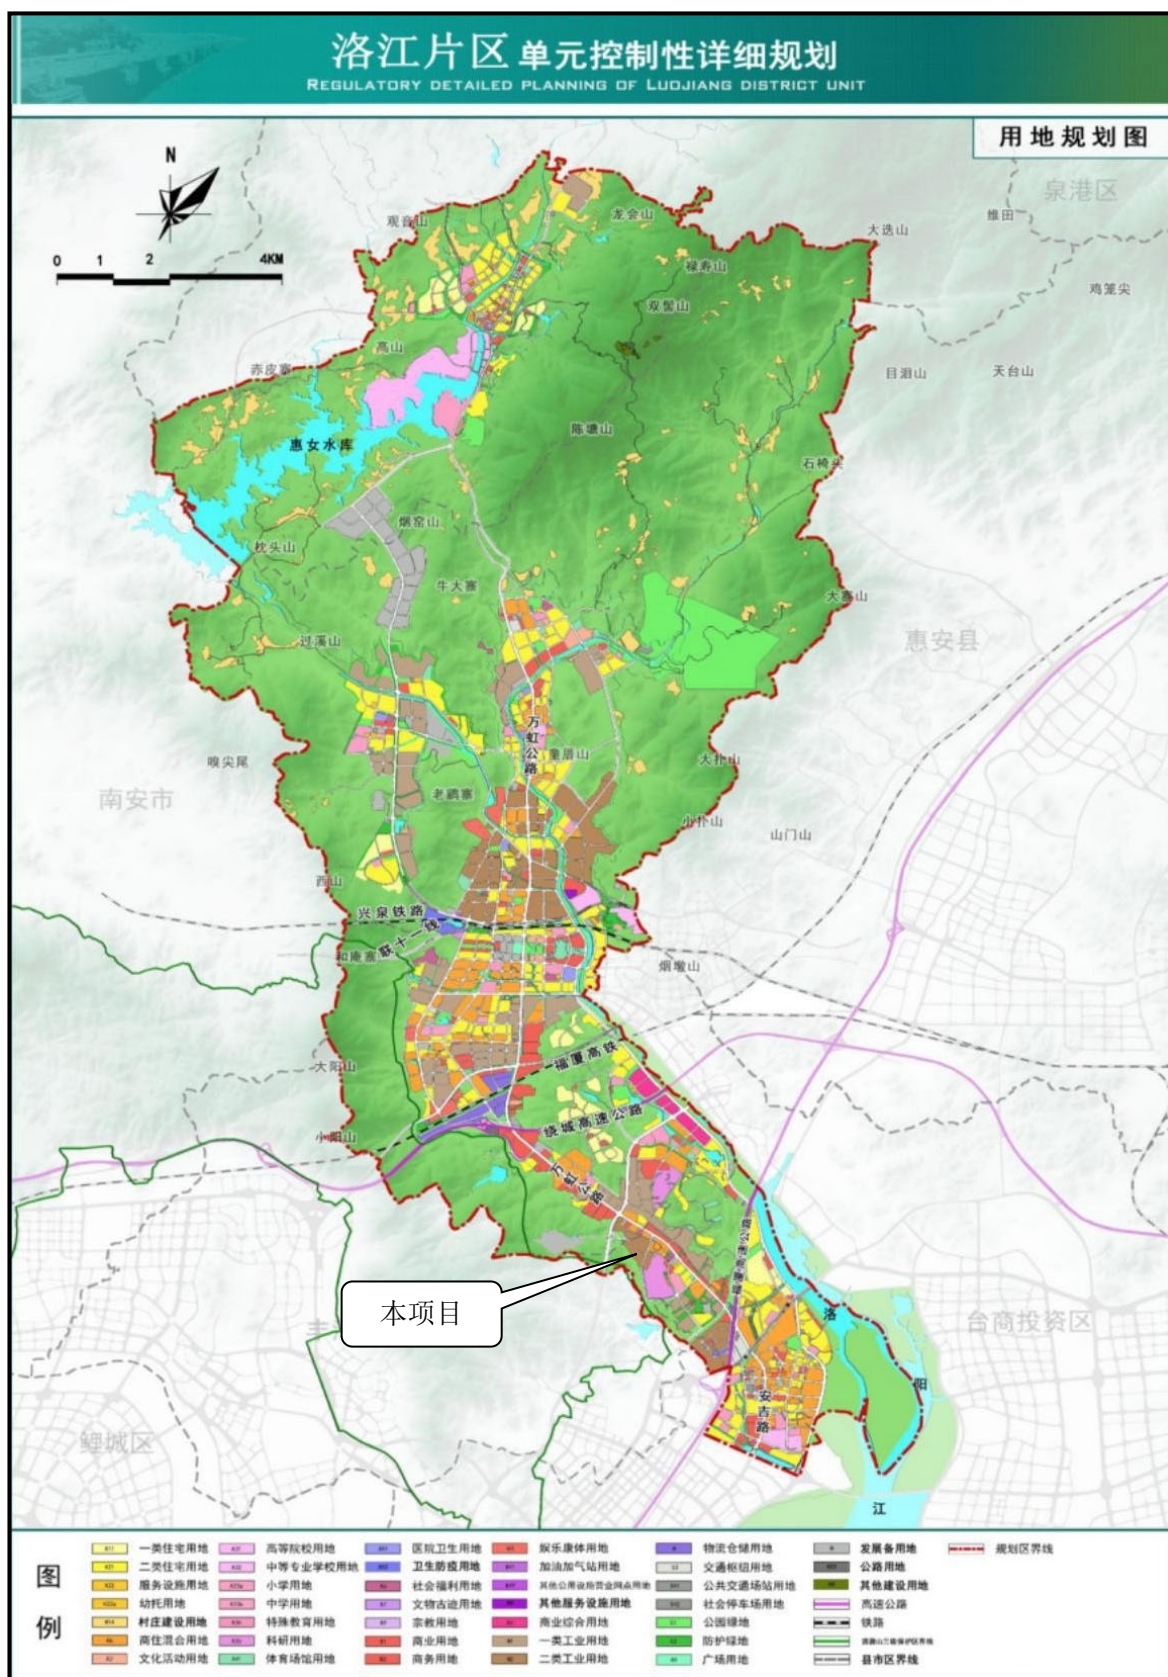 洛江片区 单元控制性详细规划
REGULATORY DETAILED PLANNING OF LUOJIANG DISTRICT UNIT
用地规划图
N
0 1 2 4KM
泉港区
维田
大迭山
鸡笼尖
观音山
龙会山
禄寿山
双髻山
高山
赤皮寨
目洄山
天台山
陈塘山
惠女水库
石椅头
烟窑山
枕头山
牛大寨
大寨山
过溪山
惠安县
万虹公路
嗅尖尾
大扑山
南安市
老鹞寨
小扑山
山门山
西山
兴泉铁路
联十一线
烟墩山
大阳山
福厦高铁
小阳山
绕城高速公路
万虹公路
本项目
洛
台商投资区
阳
安吉路
鲤城区
江
图例
一类住宅用地 高等院校用地 医院卫生用地 娱乐康体用地 物流仓储用地 发展备用地 规划区界线
二类住宅用地 中等专业学校用地 卫生防疫用地 加油加气站用地 交通枢纽用地 公路用地
服务设施用地 小学用地 社会福利用地 其他公用设施营业网点用地 公共交通场站用地 其他建设用地
幼托用地 中学用地 文物古迹用地 其他服务设施用地 社会停车场用地 高速公路
村庄建设用地 特殊教育用地 宗教用地 商业综合用地 公园绿地 铁路
商住混合用地 科研用地 商业用地 一类工业用地 防护绿地
文化活动用地 体育场馆用地 商务用地 二类工业用地 广场用地 县市区界线